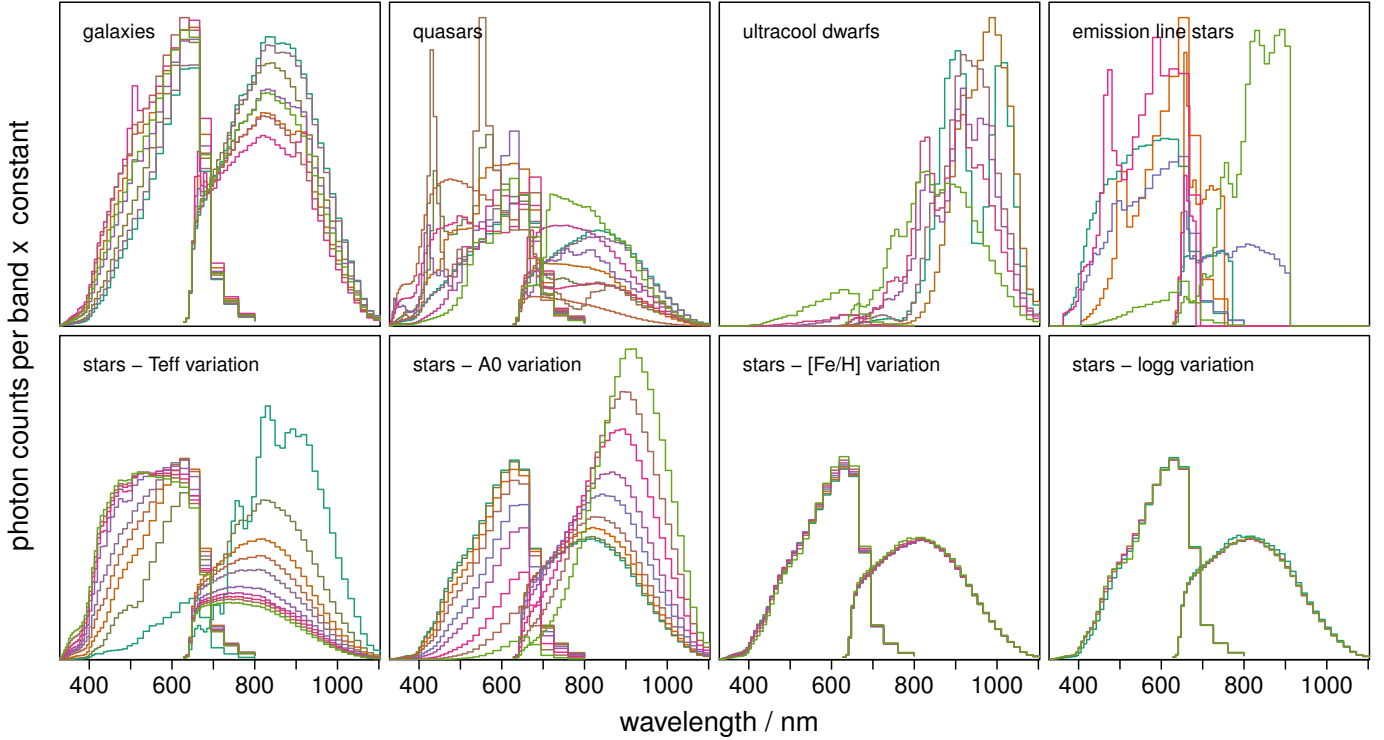 galaxies
quasars
ultracool dwarfs
emission line stars
stars − Teff variation
stars − A0 variation
stars − [Fe/H] variation
stars − logg variation
photon counts per band x constant
400 600 800 1000
400 600 800 1000
400 600 800 1000
400 600 800 1000
wavelength / nm